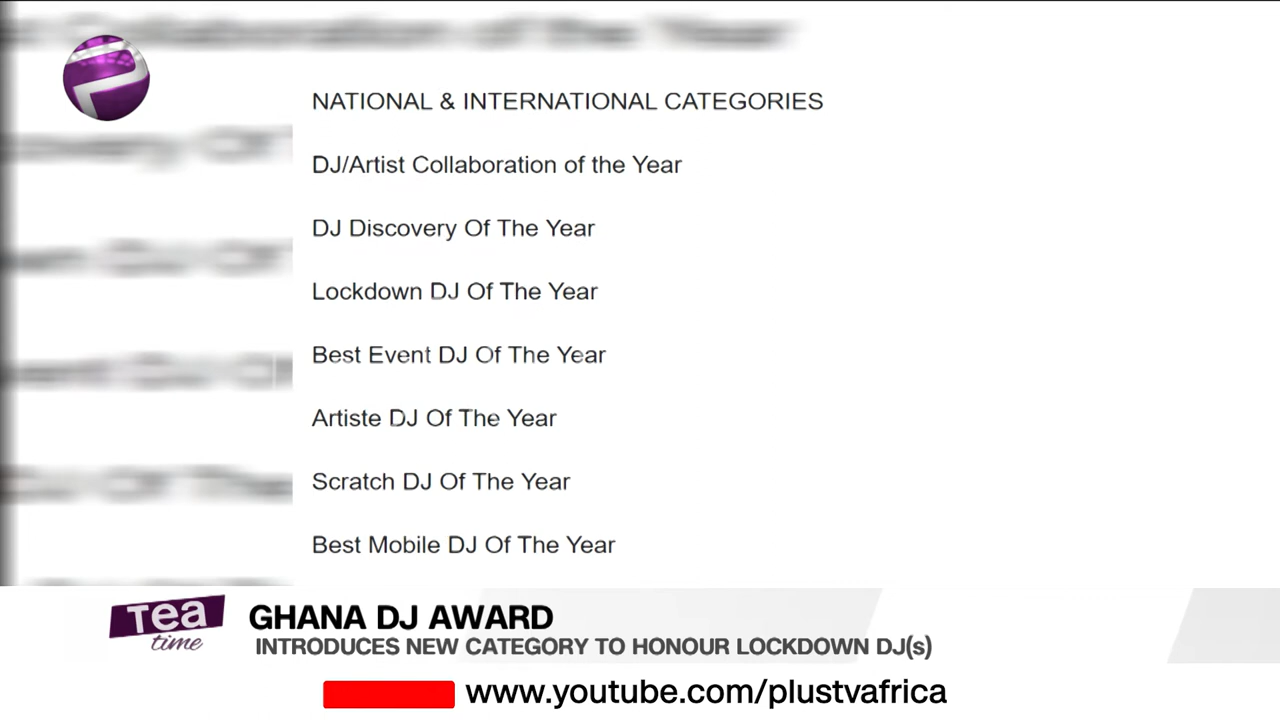 NATIONAL & INTERNATIONAL CATEGORIES
DJ/Artist Collaboration of the Year
DJ Discovery Of The Year
Lockdown DJ Of The Year
Best Event DJ Of The Year
Artiste DJ Of The Year
Scratch DJ Of The Year
Best Mobile DJ Of The Year
Tea time
GHANA DJ AWARD
INTRODUCES NEW CATEGORY TO HONOUR LOCKDOWN DJ(s)
www.youtube.com/plustvafrica